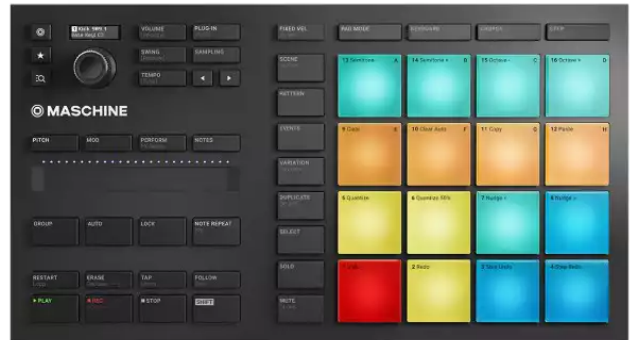 VOLUME
PLUG-IN
SWING
SAMPLING
TEMPO
MASCHINE
PITCH
MOD
PERFORM
NOTES
GROUP
AUTO
LOCK
NOTE REPEAT
RESTART
ERASE
TAP
FOLLOW
PLAY
REC
STOP
SHIFT
FIXED VEL
SCENE
PATTERN
EVENTS
VARIATION
DUPLICATE
SELECT
SOLO
MUTE
PAD MODE
KEYBOARD
CHORDS
STEP
13 Semitone - A
14 Semitone + B
15 Octave - C
16 Octave + D
9 Clear E
10 Clear Auto F
11 Copy G
12 Paste H
5 Quantize
6 Quantize 50%
7 Nudge <
8 Nudge >
1 Undo
2 Redo
3 Step Undo
4 Step Redo